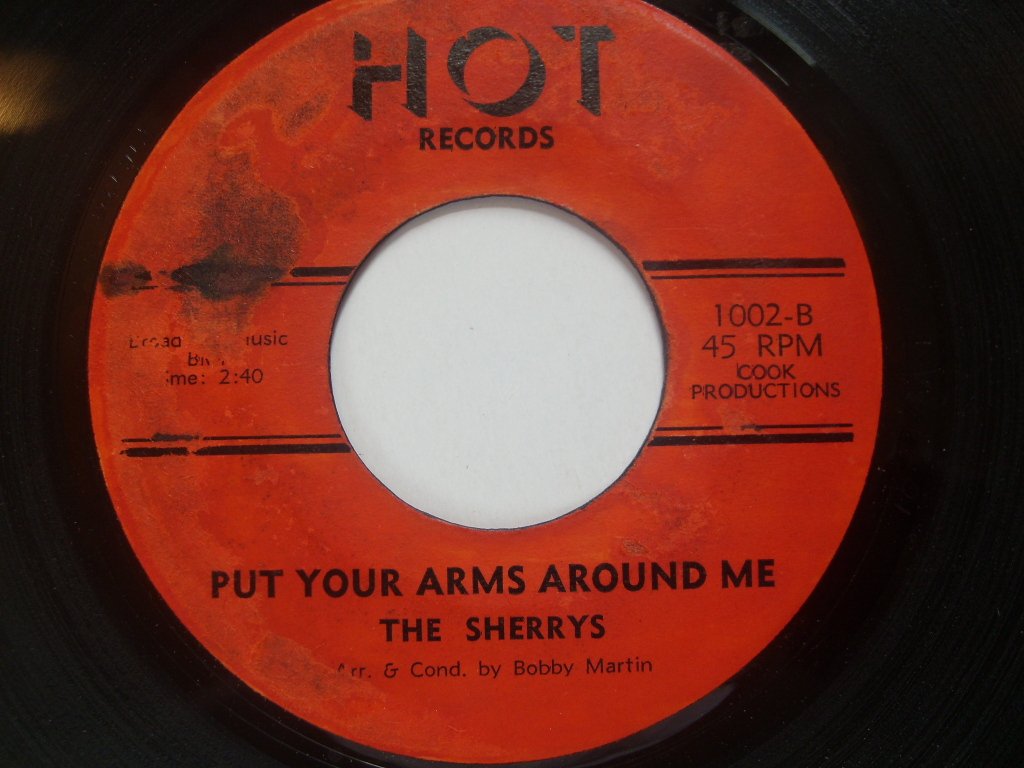 HOT
RECORDS
2:40
1002-B
45 RPM
COOK
PRODUCTIONS
PUT YOUR ARMS AROUND ME
THE SHERRYS
& Cond. by Bobby Martin